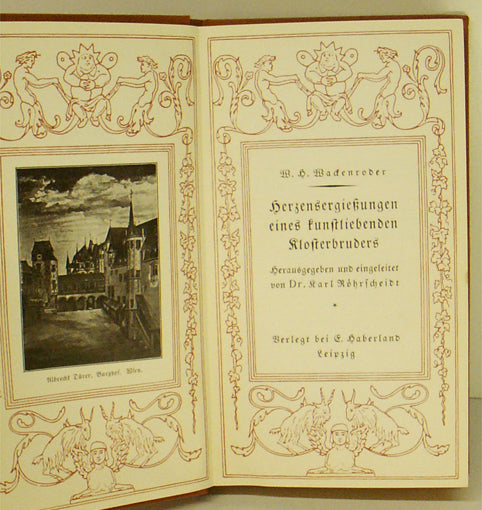 Albrecht Dürer, Burghof. Wien.
W. H. Wackenroder
Herzensergießungen
eines kunstliebenden
Klosterbruders
Herausgegeben und eingeleitet
von Dr. Karl Röhrscheidt
*
Verlegt bei E. Haberland
Leipzig